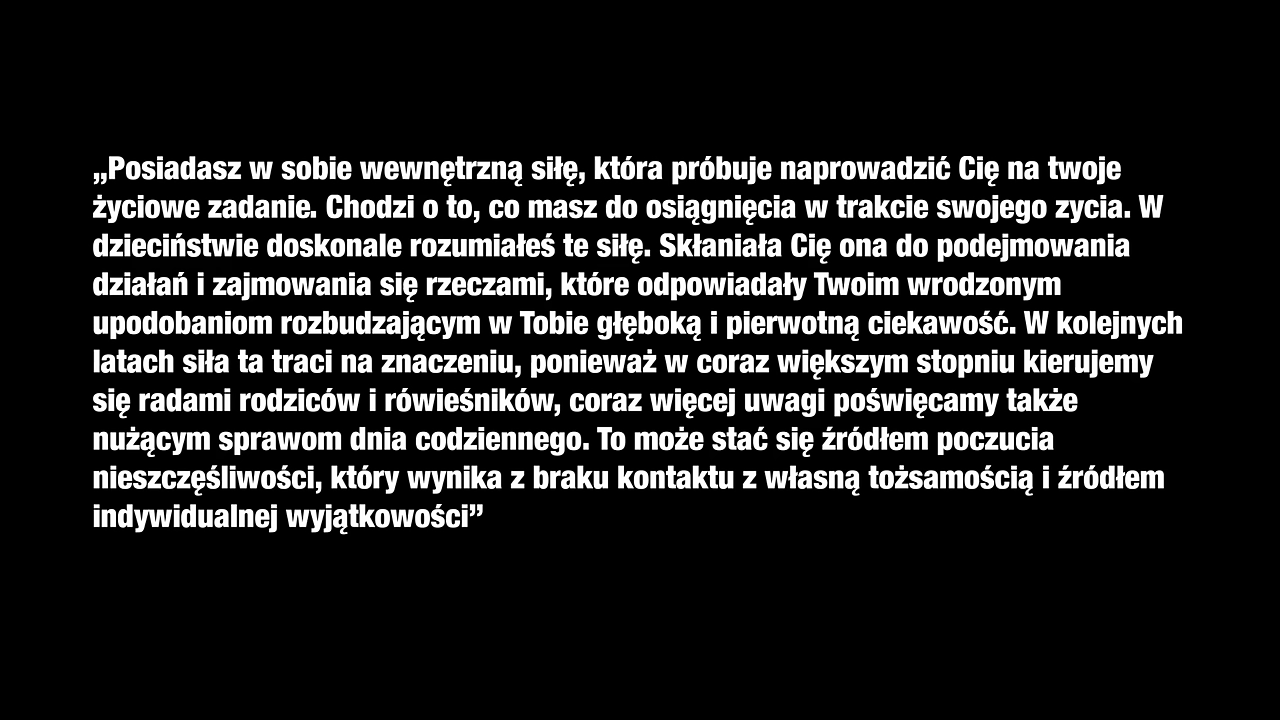 „Posiadasz w sobie wewnętrzną siłę, która próbuje naprowadzić Cię na twoje
życiowe zadanie. Chodzi o to, co masz do osiągnięcia w trakcie swojego zycia. W
dzieciństwie doskonale rozumiałeś te siłę. Skłaniała Cię ona do podejmowania
działań i zajmowania się rzeczami, które odpowiadały Twoim wrodzonym
upodobaniom rozbudzającym w Tobie głęboką i pierwotną ciekawość. W kolejnych
latach siła ta traci na znaczeniu, ponieważ w coraz większym stopniu kierujemy
się radami rodziców i rówieśników, coraz więcej uwagi poświęcamy także
nużącym sprawom dnia codziennego. To może stać się źródłem poczucia
nieszczęśliwości, który wynika z braku kontaktu z własną tożsamością i źródłem
indywidualnej wyjątkowości”